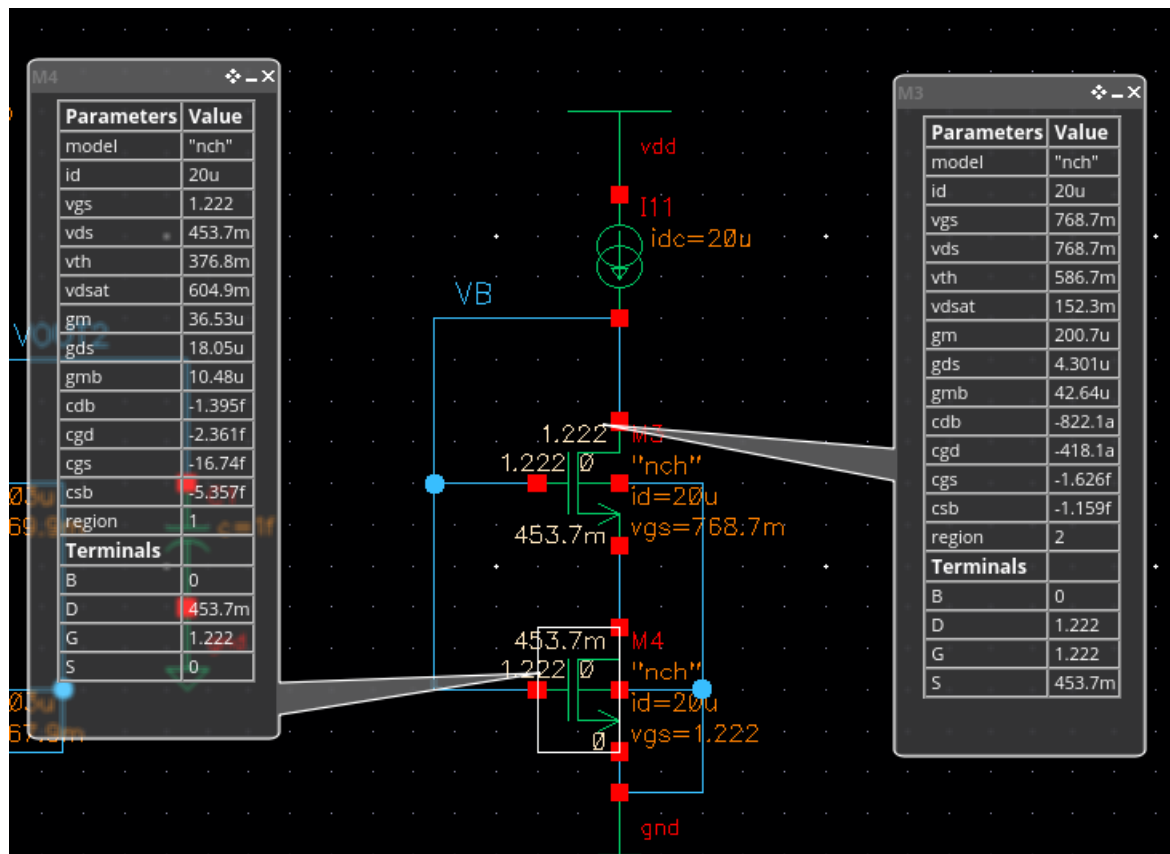 M4
Parameters Value
model "nch"
id 20u
vgs 1.222
vds 453.7m
vth 376.8m
vdsat 604.9m
gm 36.53u
gds 18.05u
gmb 10.48u
cdb -1.395f
cgd -2.361f
cgs -16.74f
csb -5.357f
region 1
Terminals
B 0
D 453.7m
G 1.222
S 0
VOUT2
c=1f
vdd
I11
idc=20u
VB
1.222
M3
1.222 0
"nch"
id=20u
453.7m
vgs=768.7m
453.7m
M4
1.222 0
"nch"
id=20u
0
vgs=1.222
gnd
M3
Parameters Value
model "nch"
id 20u
vgs 768.7m
vds 768.7m
vth 586.7m
vdsat 152.3m
gm 200.7u
gds 4.301u
gmb 42.64u
cdb -822.1a
cgd -418.1a
cgs -1.626f
csb -1.159f
region 2
Terminals
B 0
D 1.222
G 1.222
S 453.7m